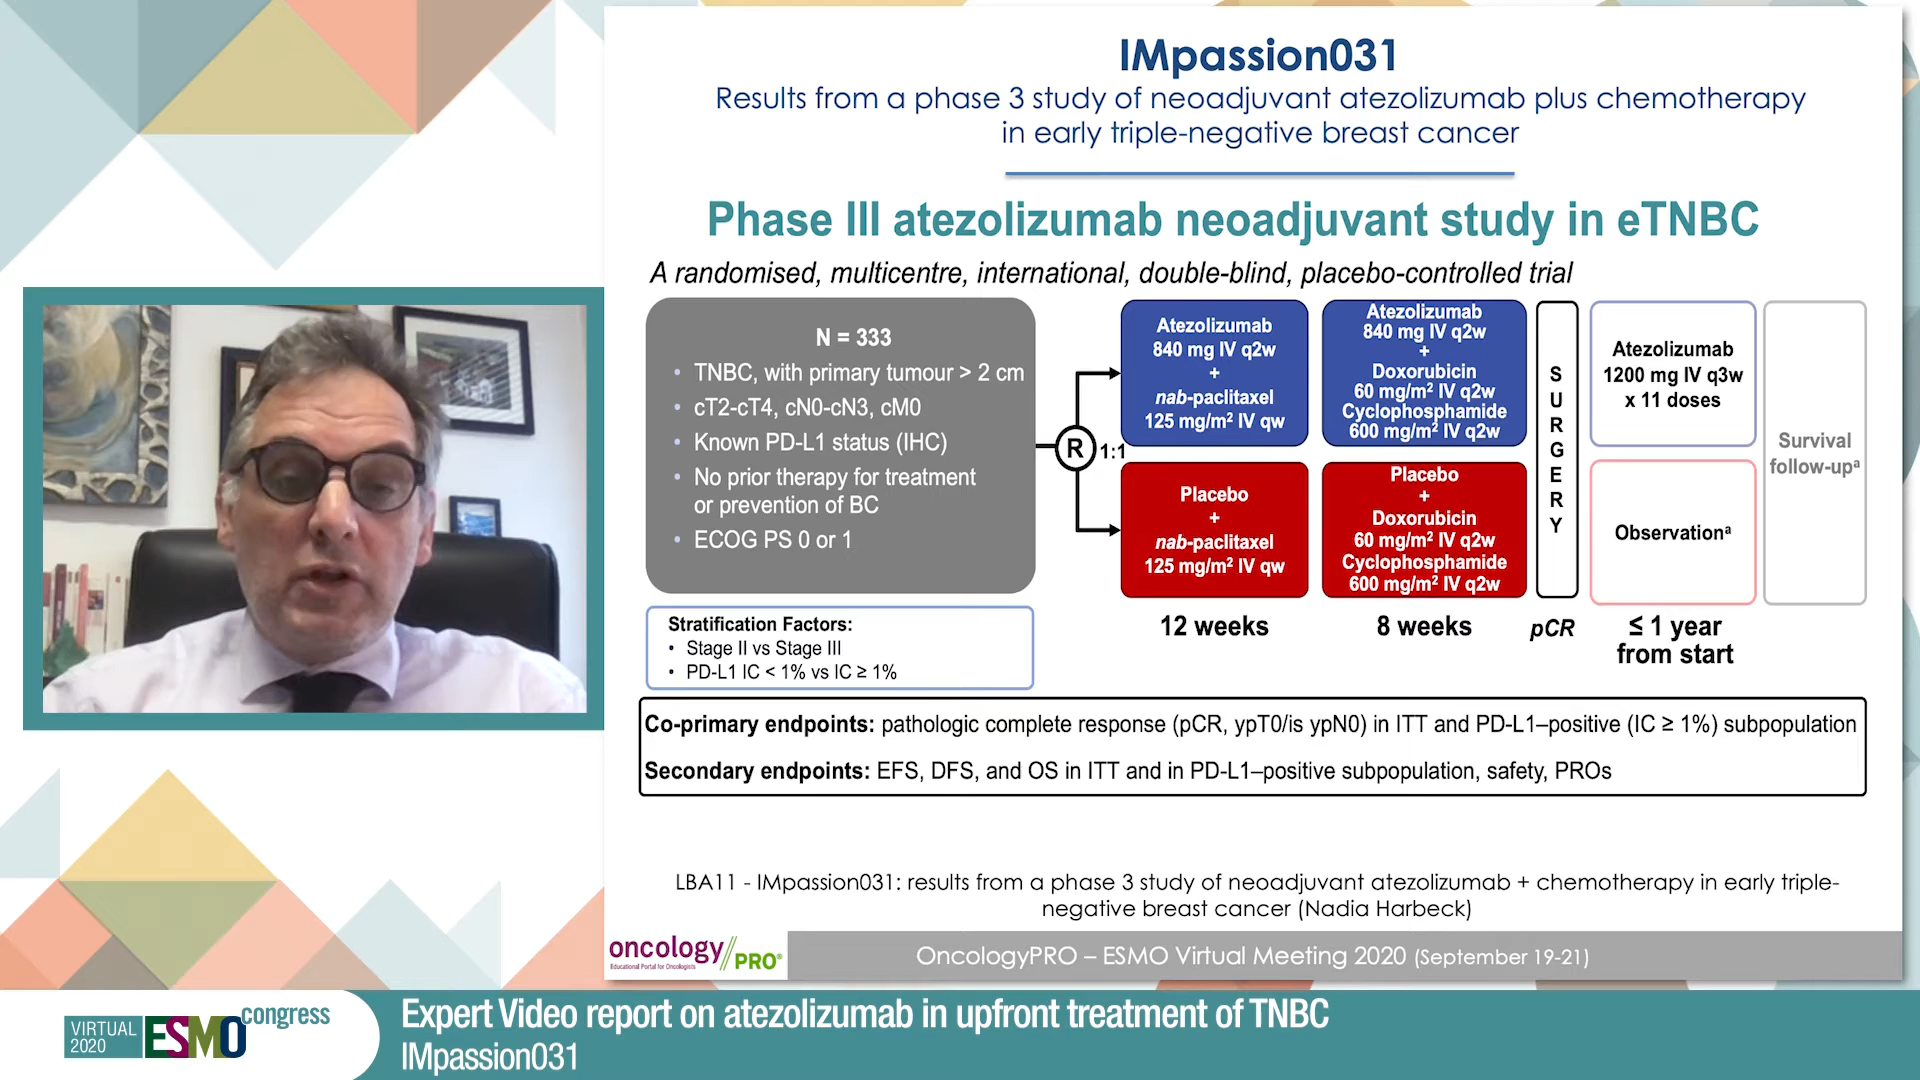 IMpassion031
Results from a phase 3 study of neoadjuvant atezolizumab plus chemotherapy
in early triple-negative breast cancer
Phase III atezolizumab neoadjuvant study in eTNBC
A randomised, multicentre, international, double-blind, placebo-controlled trial
N = 333
• TNBC, with primary tumour > 2 cm
• cT2-cT4, cN0-cN3, cM0
• Known PD-L1 status (IHC)
• No prior therapy for treatment
or prevention of BC
• ECOG PS 0 or 1
Stratification Factors:
• Stage II vs Stage III
• PD-L1 IC < 1% vs IC ≥ 1%
R 1:1
Atezolizumab
840 mg IV q2w
+
nab-paclitaxel
125 mg/m² IV qw
Atezolizumab
840 mg IV q2w
+
Doxorubicin
60 mg/m² IV q2w
Cyclophosphamide
600 mg/m² IV q2w
Placebo
+
nab-paclitaxel
125 mg/m² IV qw
Placebo
+
Doxorubicin
60 mg/m² IV q2w
Cyclophosphamide
600 mg/m² IV q2w
SURGERY
Atezolizumab
1200 mg IV q3w
x 11 doses
Observationᵃ
Survival
follow-upᵃ
12 weeks
8 weeks
pCR
≤ 1 year
from start
Co-primary endpoints: pathologic complete response (pCR, ypT0/is ypN0) in ITT and PD-L1–positive (IC ≥ 1%) subpopulation
Secondary endpoints: EFS, DFS, and OS in ITT and in PD-L1–positive subpopulation, safety, PROs
LBA11 - IMpassion031: results from a phase 3 study of neoadjuvant atezolizumab + chemotherapy in early triple-
negative breast cancer (Nadia Harbeck)
oncology PRO®
Educational Portal for Oncologists
OncologyPRO – ESMO Virtual Meeting 2020 (September 19-21)
VIRTUAL
2020
ESMO congress
Expert Video report on atezolizumab in upfront treatment of TNBC
IMpassion031